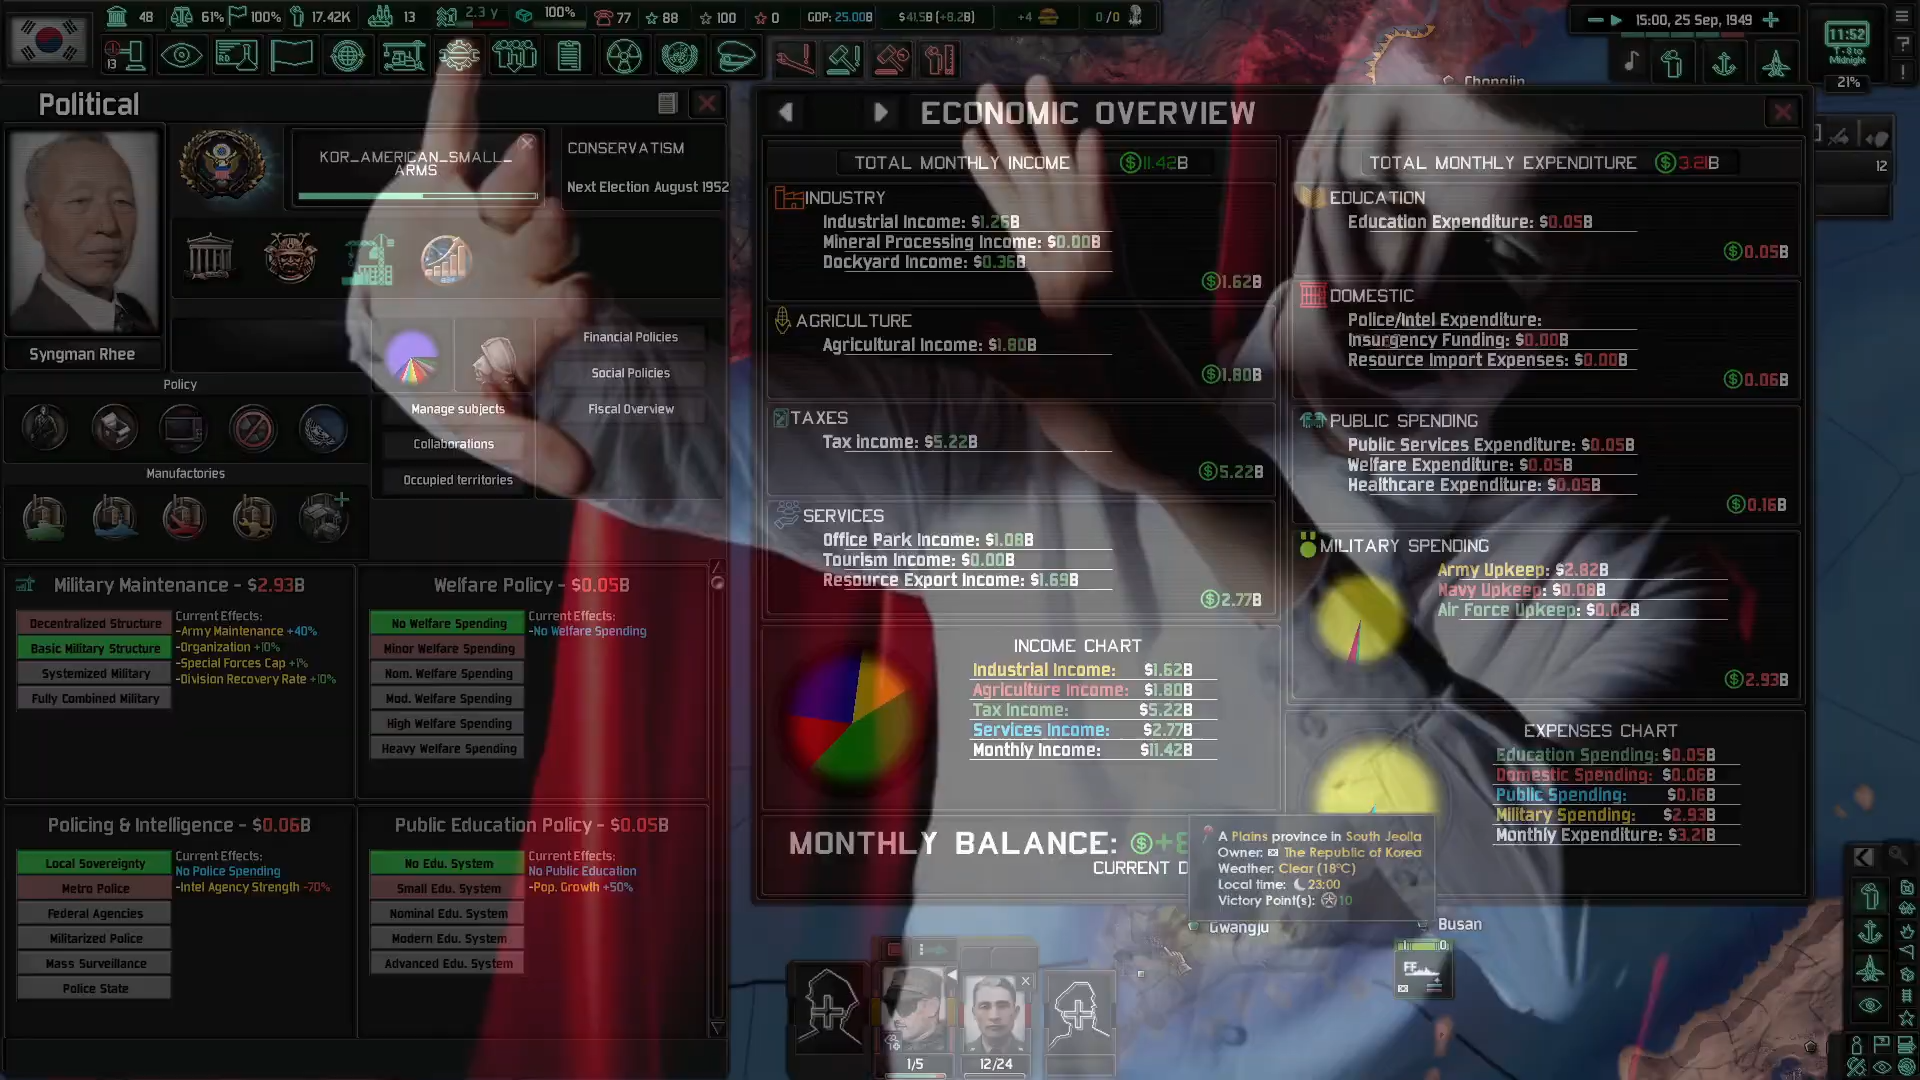 4B
61%
100%
17.42K
13
2.3 y
100%
77
88
100
0
GDP: 25.00B
$41.5B (+8.2B)
+4
0/0
15:00, 25 Sep, 1949
11:52
T-8 to
Midnight
21%
13
Chongjin
12
Political
KOR_AMERICAN_SMALL_
ARMS
CONSERVATISM
Next Election August 1952
Syngman Rhee
Policy
Manufactories
Manage subjects
Collaborations
Occupied territories
Financial Policies
Social Policies
Fiscal Overview
Military Maintenance - $2.93B
Decentralized Structure
Basic Military Structure
Systemized Military
Fully Combined Military
Current Effects:
-Army Maintenance +40%
-Organization +10%
-Special Forces Cap +1%
-Division Recovery Rate +10%
Welfare Policy - $0.05B
No Welfare Spending
Minor Welfare Spending
Nom. Welfare Spending
Mod. Welfare Spending
High Welfare Spending
Heavy Welfare Spending
Current Effects:
-No Welfare Spending
Policing & Intelligence - $0.06B
Local Sovereignty
Metro Police
Federal Agencies
Militarized Police
Mass Surveillance
Police State
Current Effects:
No Police Spending
-Intel Agency Strength -70%
Public Education Policy - $0.05B
No Edu. System
Small Edu. System
Nominal Edu. System
Modern Edu. System
Advanced Edu. System
Current Effects:
No Public Education
-Pop. Growth +50%
ECONOMIC OVERVIEW
TOTAL MONTHLY INCOME $11.42B
INDUSTRY
Industrial Income: $1.26B
Mineral Processing Income: $0.00B
Dockyard Income: $0.36B
$1.62B
AGRICULTURE
Agricultural Income: $1.80B
$1.80B
TAXES
Tax income: $5.22B
$5.22B
SERVICES
Office Park Income: $1.08B
Tourism Income: $0.00B
Resource Export Income: $1.69B
$2.77B
INCOME CHART
Industrial Income: $1.62B
Agriculture Income: $1.80B
Tax Income: $5.22B
Services Income: $2.77B
Monthly Income: $11.42B
TOTAL MONTHLY EXPENDITURE $3.21B
EDUCATION
Education Expenditure: $0.05B
$0.05B
DOMESTIC
Police/Intel Expenditure:
Insurgency Funding: $0.00B
Resource Import Expenses: $0.00B
$0.06B
PUBLIC SPENDING
Public Services Expenditure: $0.05B
Welfare Expenditure: $0.05B
Healthcare Expenditure: $0.05B
$0.16B
MILITARY SPENDING
Army Upkeep: $2.82B
Navy Upkeep: $0.08B
Air Force Upkeep: $0.02B
$2.93B
EXPENSES CHART
Education Spending: $0.05B
Domestic Spending: $0.06B
Public Spending: $0.16B
Military Spending: $2.93B
Monthly Expenditure: $3.21B
MONTHLY BALANCE: $+8
CURRENT D
A Plains province in South Jeolla
Owner: The Republic of Korea
Weather: Clear (18°C)
Local time: 23:00
Victory Point(s): 10
Gwangju
Busan
1 0
FF
1/5
12/24